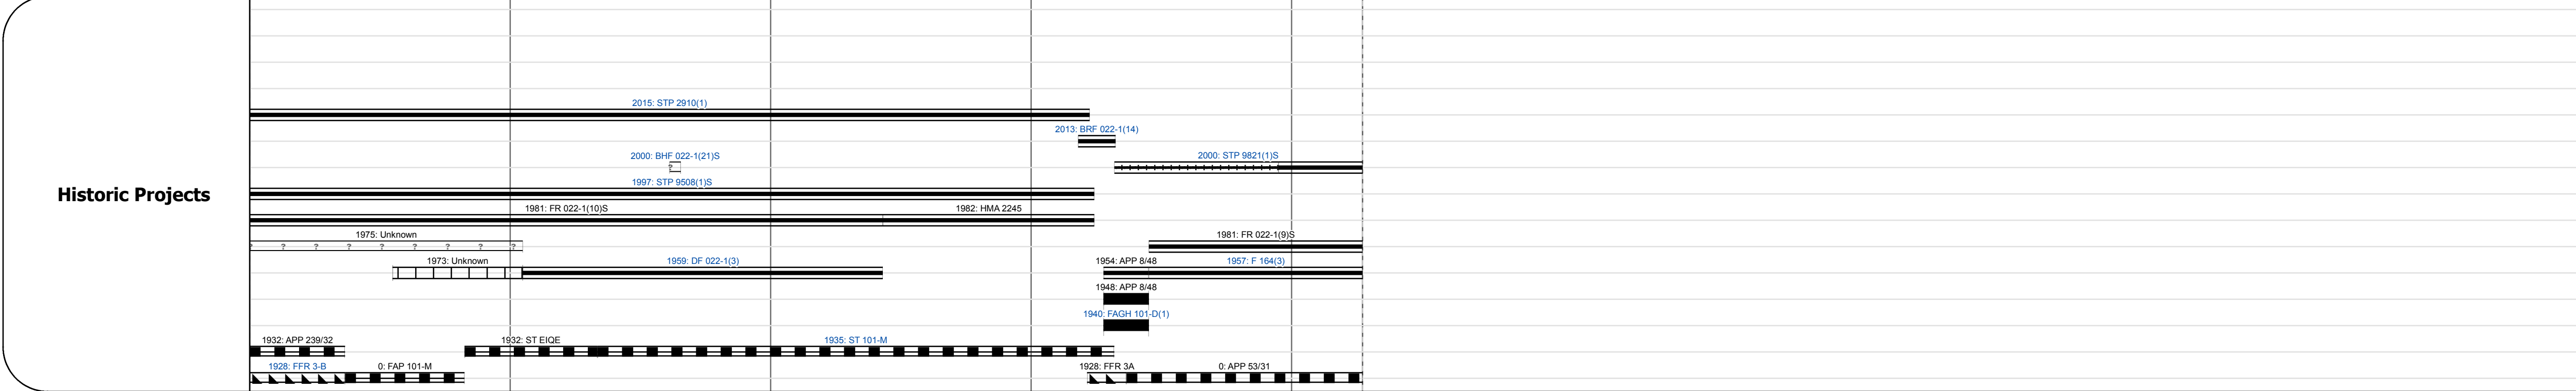 2015: STP 2910(1)
2013: BRF 022-1(14)
2000: BHF 022-1(21)S
2000: STP 9821(1)S
?
Historic Projects
1997: STP 9508(1)S
1981: FR 022-1(10)S
1982: HMA 2245
1975: Unknown
1981: FR 022-1(9)S
? ? ? ? ? ? ? ? ?
1973: Unknown
1959: DF 022-1(3)
1954: APP 8/48
1957: F 164(3)
1948: APP 8/48
1940: FAGH 101-D(1)
1932: APP 239/32
1932: ST EIQE
1935: ST 101-M
1928: FFR 3-B
0: FAP 101-M
1928: FFR 3A
0: APP 53/31